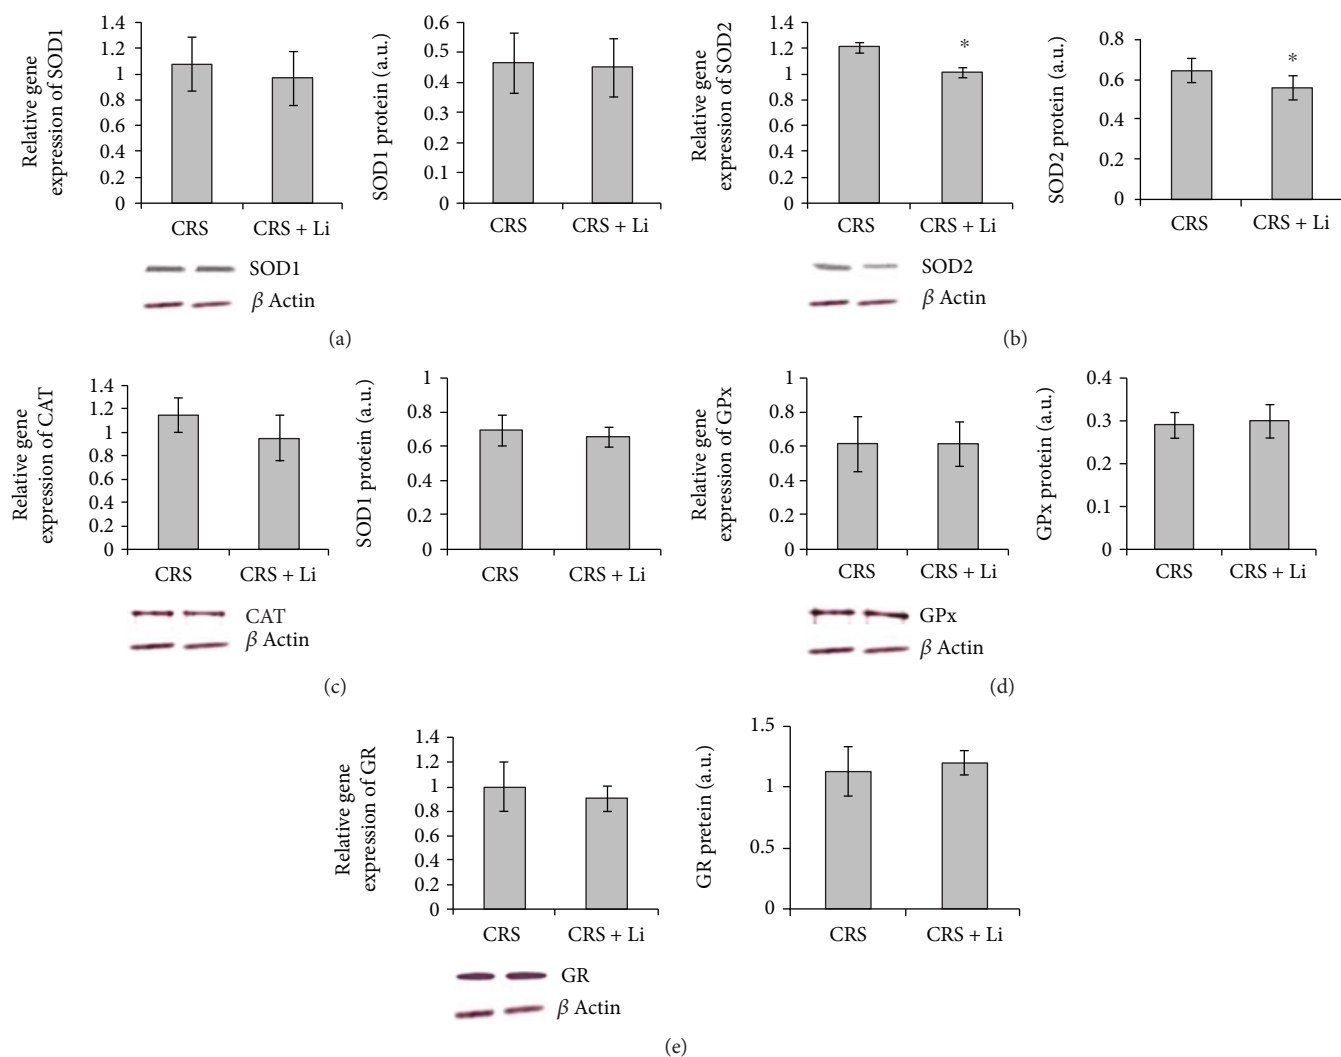 Relative gene
expression of SOD1
1.4
1.2
1
0.8
0.6
0.4
0.2
0
CRS
CRS + Li
SOD1 protein (a.u.)
0.6
0.5
0.4
0.3
0.2
0.1
0
CRS
CRS + Li
SOD1
β Actin
(a)
Relative gene
expression of SOD2
1.4
1.2
1
0.8
0.6
0.4
0.2
0
*
CRS
CRS + Li
SOD2 protein (a.u.)
0.8
0.6
0.4
0.2
0
*
CRS
CRS + Li
SOD2
β Actin
(b)
Relative gene
expression of CAT
1.4
1.2
1
0.8
0.6
0.4
0.2
0
CRS
CRS + Li
SOD1 protein (a.u.)
1
0.8
0.6
0.4
0.2
0
CRS
CRS + Li
CAT
β Actin
(c)
Relative gene
expression of GPx
1
0.8
0.6
0.4
0.2
0
CRS
CRS + Li
GPx protein (a.u.)
0.4
0.3
0.2
0.1
0
CRS
CRS + Li
GPx
β Actin
(d)
Relative gene
expression of GR
1.4
1.2
1
0.8
0.6
0.4
0.2
0
CRS
CRS + Li
GR pretein (a.u.)
1.5
1
0.5
0
CRS
CRS + Li
GR
β Actin
(e)